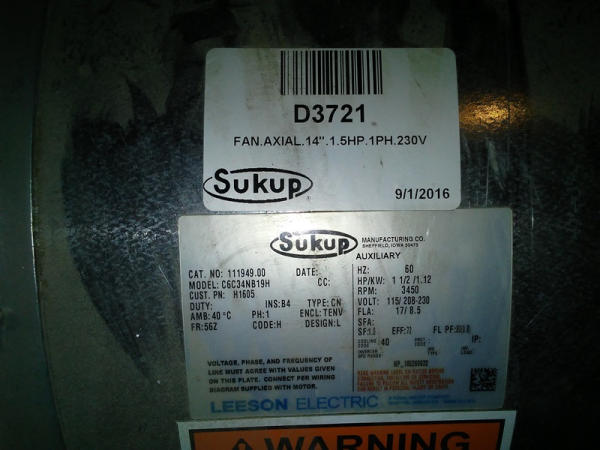 D3721
FAN.AXIAL.14".1.5HP.1PH.230V
Sukup
9/1/2016
Sukup MANUFACTURING CO.
SHEFFIELD, IOWA 50475
AUXILIARY
CAT. NO: 111949.00 DATE:
MODEL: C6C34NB19H CC:
CUST. PN: H1605
DUTY: INS:B4 TYPE:CN
AMB: 40°C PH:1 ENCL:TENV
FR:56Z CODE:H DESIGN:L
HZ: 60
HP/KW: 1 1/2 /1.12
RPM: 3450
VOLT: 115/208-230
FLA: 17/8.5
SFA:
SF: EFF: FL PF: IP:
COOLING CODE 40
VOLTAGE, PHASE, AND FREQUENCY OF
LINE MUST AGREE WITH VALUES GIVEN
ON THIS PLATE. CONNECT PER WIRING
DIAGRAM SUPPLIED WITH MOTOR.
LEESON ELECTRIC
WARNING